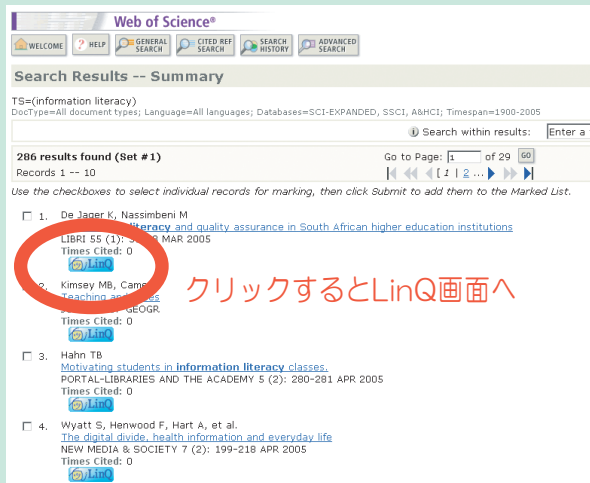 Web of Science®
WELCOME ? HELP GENERAL SEARCH CITED REF SEARCH SEARCH HISTORY ADVANCED SEARCH
Search Results -- Summary
TS=(information literacy)
DocType=All document types; Language=All languages; Databases=SCI-EXPANDED, SSCI, A&HCI; Timespan=1900-2005
Search within results: Enter a
286 results found (Set #1) Go to Page: 1 of 29 GO
Records 1 -- 10 [ 1 | 2 ...
Use the checkboxes to select individual records for marking, then click Submit to add them to the Marked List.
1. De Jager K, Nassimbeni M
literacy and quality assurance in South African higher education institutions
LIBRI 55 (1): MAR 2005
Times Cited: 0
LinQ
クリックするとLinQ画面へ
2. Kimsey MB, Came
Teaching and
GEOGR
Times Cited: 0
LinQ
3. Hahn TB
Motivating students in information literacy classes.
PORTAL-LIBRARIES AND THE ACADEMY 5 (2): 280-281 APR 2005
Times Cited: 0
LinQ
4. Wyatt S, Henwood F, Hart A, et al.
The digital divide, health information and everyday life
NEW MEDIA & SOCIETY 7 (2): 199-218 APR 2005
Times Cited: 0
LinQ